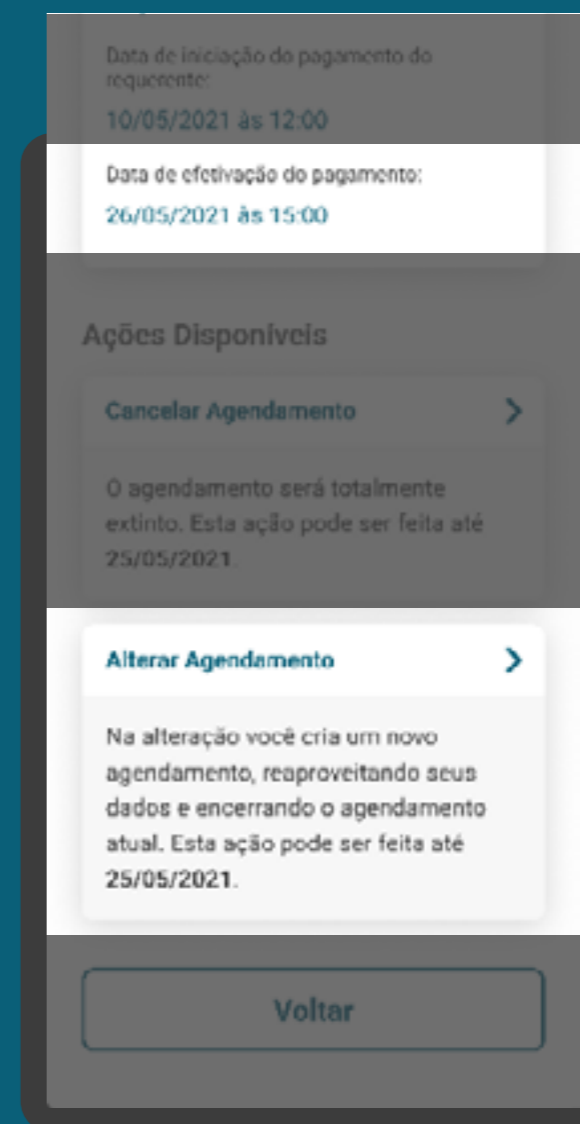 Data de iniciação do pagamento do
requerente:
10/05/2021 às 12:00
Data de efetivação do pagamento:
26/05/2021 às 15:00
Ações Disponíveis
Cancelar Agendamento
O agendamento será totalmente
extinto. Esta ação pode ser feita até
25/05/2021.
Alterar Agendamento
Na alteração você cria um novo
agendamento, reaproveitando seus
dados e encerrando o agendamento
atual. Esta ação pode ser feita até
25/05/2021.
Voltar